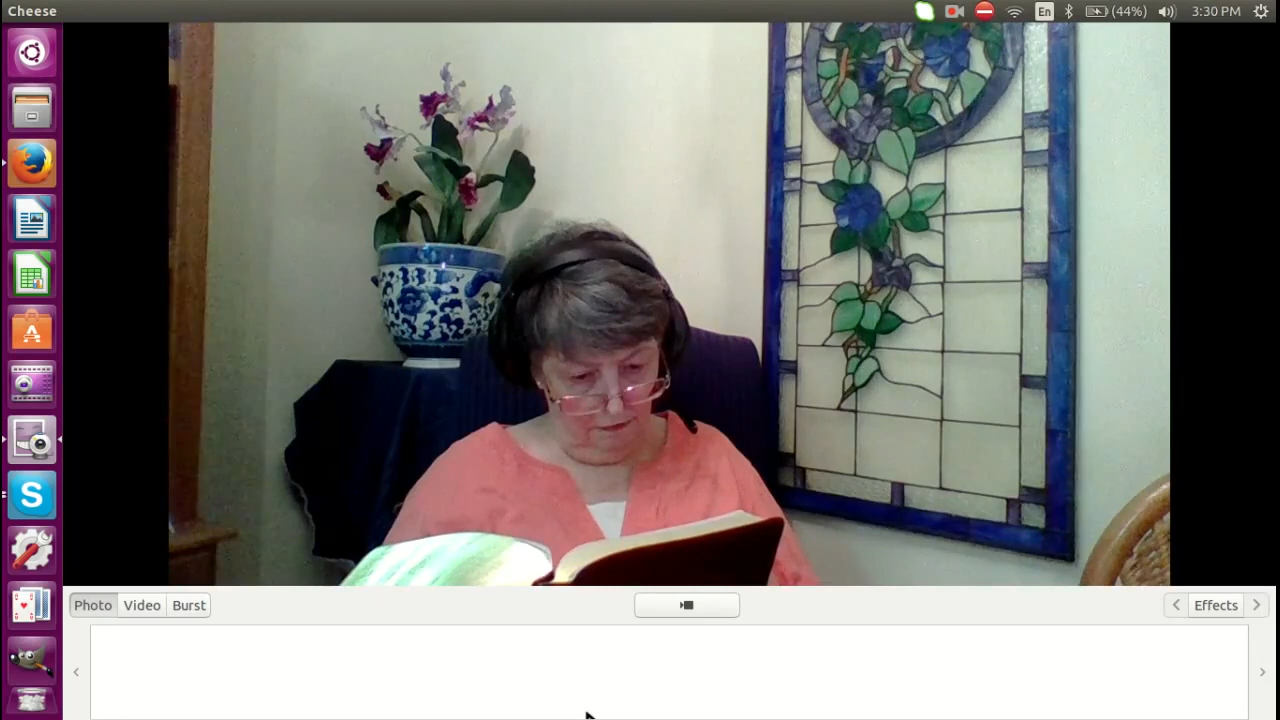 Cheese
En
(44%)
3:30 PM
S
Photo
Video
Burst
Effects